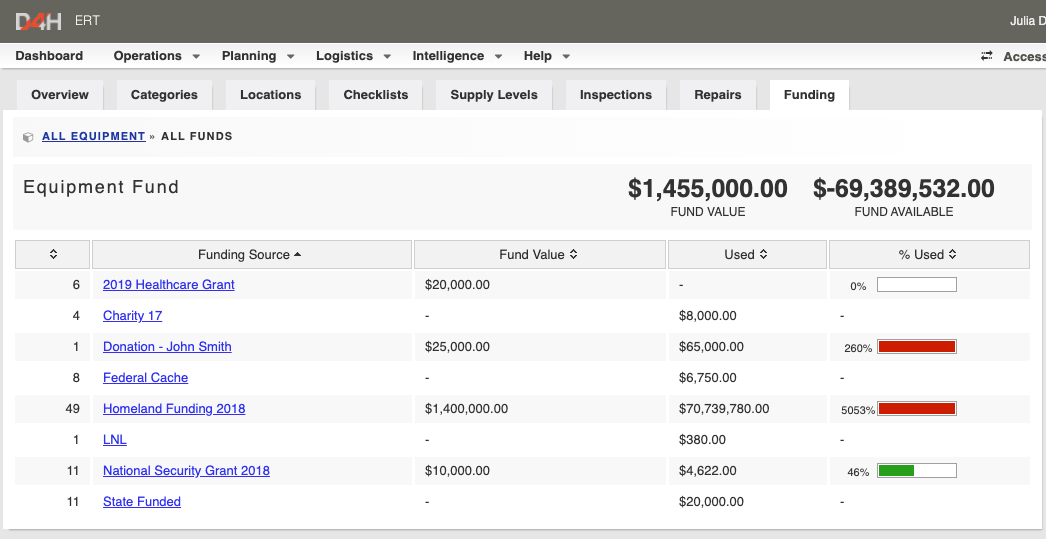 D4H ERT Julia D
Dashboard Operations Planning Logistics Intelligence Help Access
Overview Categories Locations Checklists Supply Levels Inspections Repairs Funding
ALL EQUIPMENT » ALL FUNDS
Equipment Fund $1,455,000.00 $-69,389,532.00
FUND VALUE FUND AVAILABLE
Funding Source Fund Value Used % Used
6 2019 Healthcare Grant $20,000.00 - 0%
4 Charity 17 - $8,000.00 -
1 Donation - John Smith $25,000.00 $65,000.00 260%
8 Federal Cache - $6,750.00 -
49 Homeland Funding 2018 $1,400,000.00 $70,739,780.00 5053%
1 LNL - $380.00 -
11 National Security Grant 2018 $10,000.00 $4,622.00 46%
11 State Funded - $20,000.00 -